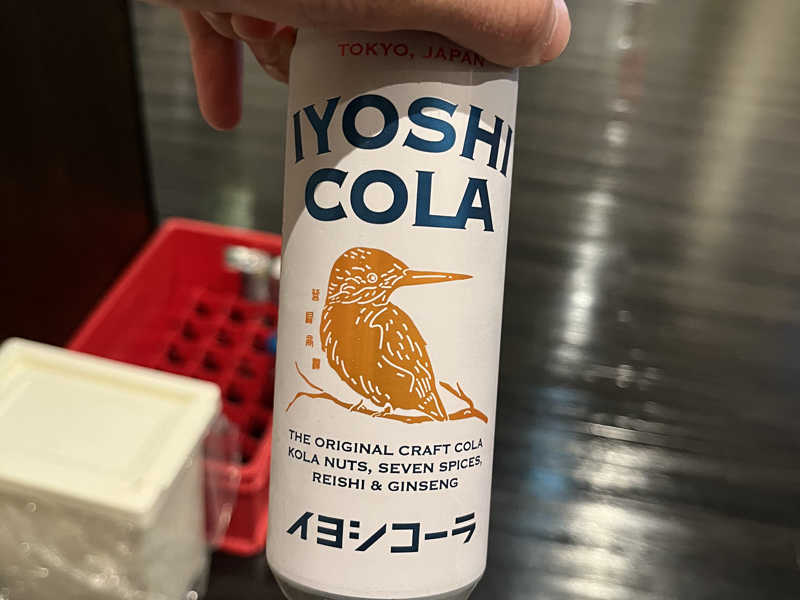 TOKYO, JAPAN
IYOSHI
COLA
THE ORIGINAL CRAFT COLA
KOLA NUTS, SEVEN SPICES,
REISHI & GINSENG
イヨシコーラ